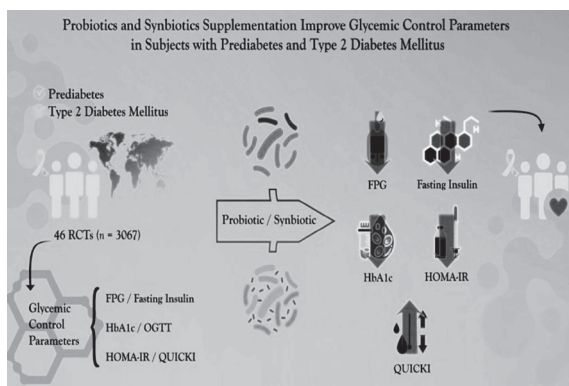 Probiotics and Synbiotics Supplementation Improve Glycemic Control Parameters
in Subjects with Prediabetes and Type 2 Diabetes Mellitus
Prediabetes
Type 2 Diabetes Mellitus
46 RCTs (n = 3067)
Glycemic
Control
Parameters
FPG / Fasting Insulin
HbA1c / OGTT
HOMA-IR / QUICKI
Probiotic / Synbiotic
FPG
Fasting Insulin
HbA1c
HOMA-IR
QUICKI